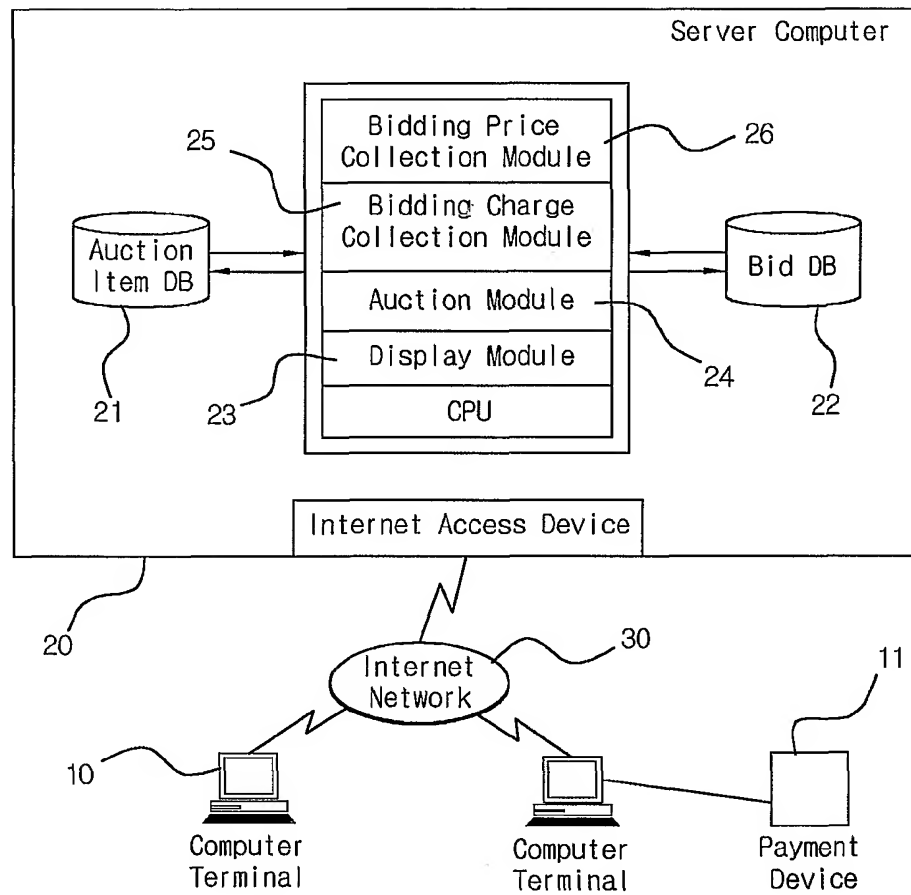 Server Computer
Bidding Price
Collection Module
26
25
Bidding Charge
Collection Module
Auction
Item DB
Bid DB
Auction Module
Display Module
21
23
24
22
CPU
Internet Access Device
20
30
Internet
Network
11
10
Computer
Terminal
Computer
Terminal
Payment
Device